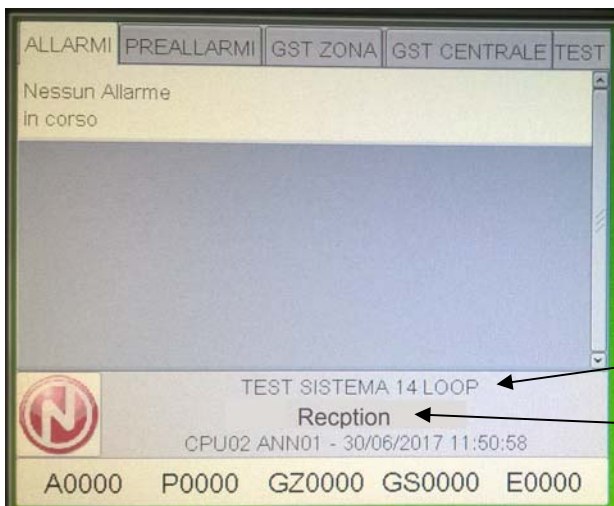 ALLARMI PREALLARMI GST ZONA GST CENTRALE TEST
Nessun Allarme
in corso
TEST SISTEMA 14 LOOP
Recption
CPU02 ANN01 - 30/06/2017 11:50:58
A0000 P0000 GZ0000 GS0000 E0000